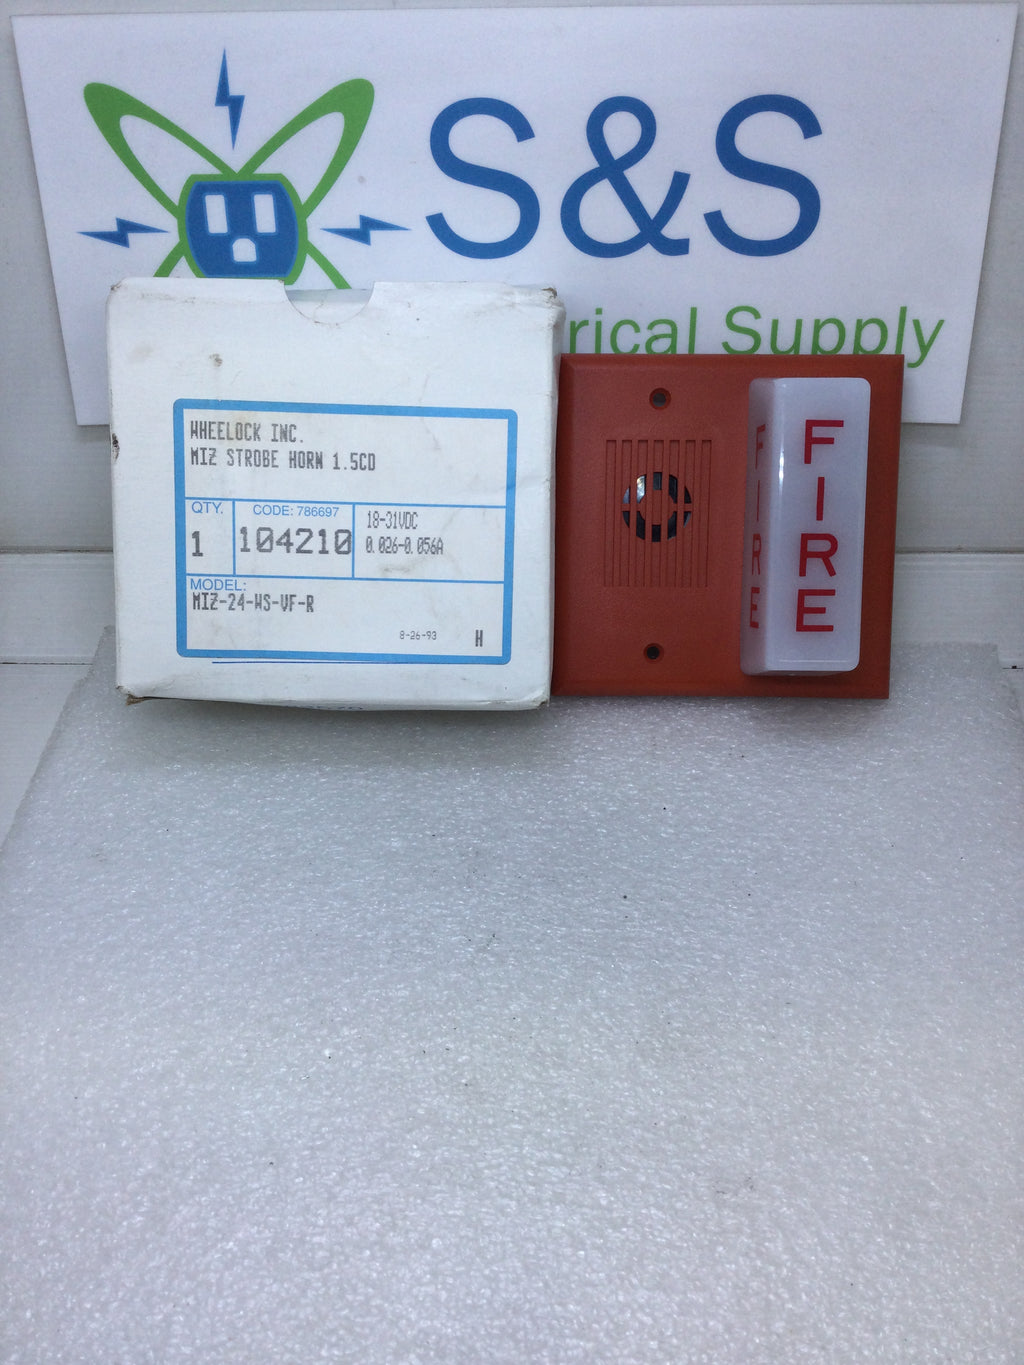 S&S
rical Supply
WHEELOCK INC.
MIZ STROBE HORN 1.5CD
QTY.
1
CODE: 786697
104210
18-31VDC
0.026-0.056A
MODEL:
MIZ-24-WS-VF-R
8-26-93
H
FIRE
FIRE